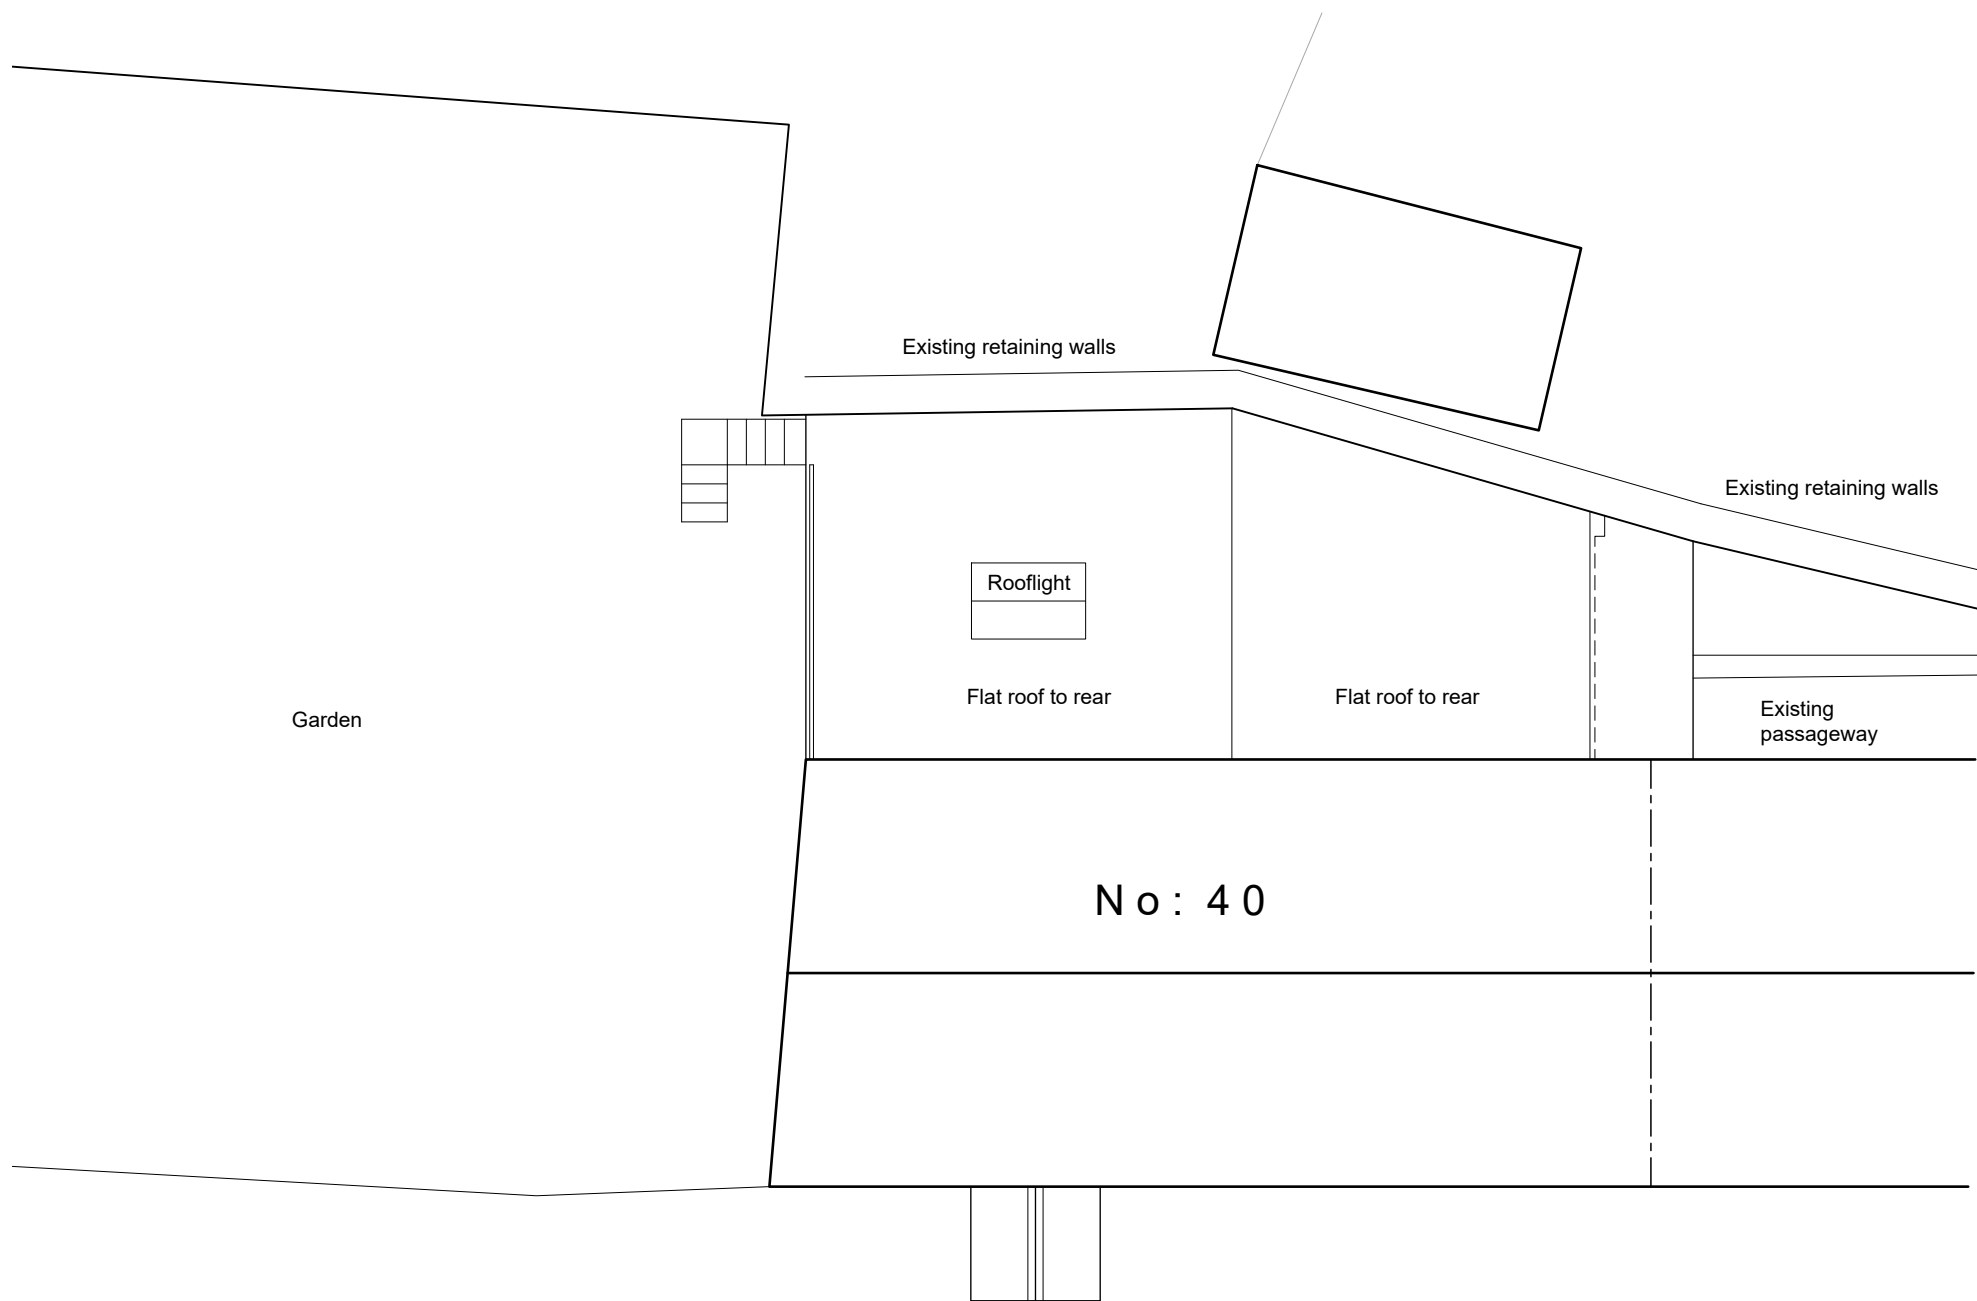 Existing retaining walls
Existing retaining walls
Rooflight
Flat roof to rear
Flat roof to rear
Garden
Existing
passageway
No: 40